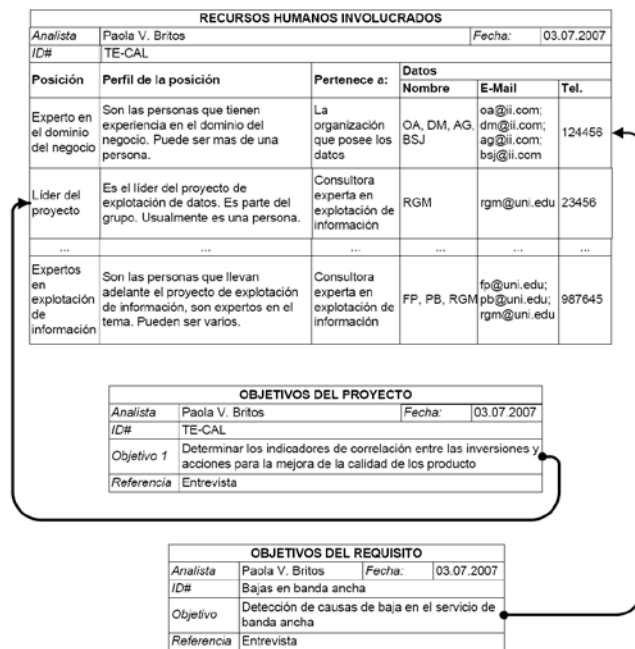 RECURSOS HUMANOS INVOLUCRADOS
Analista Paola V. Britos Fecha: 03.07.2007
ID# TE-CAL
Posición Perfil de la posición Pertenece a: Datos
Nombre E-Mail Tel.
Experto en el dominio del negocio
Son las personas que tienen
experiencia en el dominio del
negocio. Puede ser mas de una
persona.
La
organización
que posee los
datos
OA, DM, AG,
BSJ
oa@ii.com;
dm@ii.com;
ag@ii.com;
bsj@ii.com
124456
Líder del
proyecto
Es el líder del proyecto de
explotación de datos. Es parte del
grupo. Usualmente es una persona.
Consultora
experta en
explotación de
información
RGM
rgm@uni.edu
23456
... ... ... ... ... ...
Expertos
en
explotación
de
información
Son las personas que llevan
adelante el proyecto de explotación
de información, son expertos en el
tema. Pueden ser varios.
Consultora
experta en
explotación de
información
FP, PB, RGM
fp@uni.edu;
pb@uni.edu;
rgm@uni.edu
987645
OBJETIVOS DEL PROYECTO
Analista Paola V. Britos Fecha: 03.07.2007
ID# TE-CAL
Objetivo 1
Determinar los indicadores de correlación entre las inversiones y
acciones para la mejora de la calidad de los producto
Referencia Entrevista
OBJETIVOS DEL REQUISITO
Analista Paola V. Britos Fecha: 03.07.2007
ID# Bajas en banda ancha
Objetivo
Detección de causas de baja en el servicio de
banda ancha
Referencia Entrevista